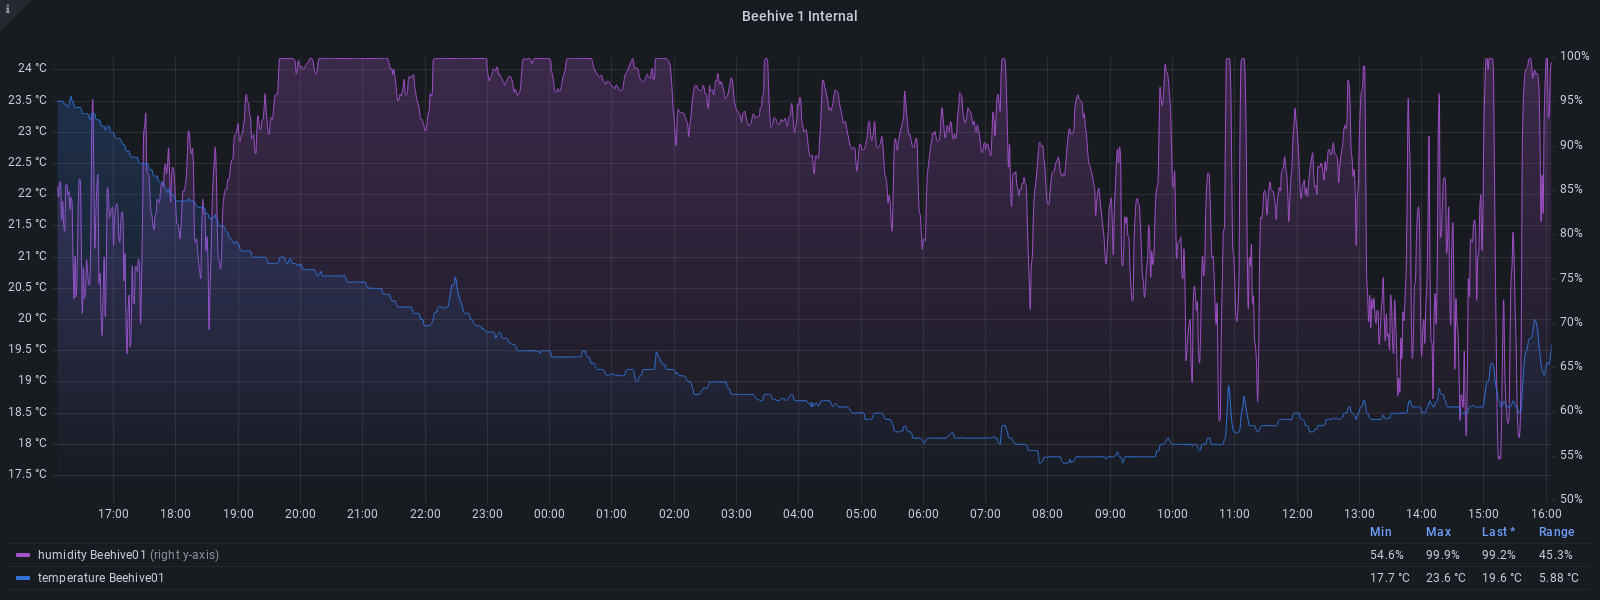 i
Beehive 1 Internal
24 °C
23.5 °C
23 °C
22.5 °C
22 °C
21.5 °C
21 °C
20.5 °C
20 °C
19.5 °C
19 °C
18.5 °C
18 °C
17.5 °C
100%
95%
90%
85%
80%
75%
70%
65%
60%
55%
50%
17:00 18:00 19:00 20:00 21:00 22:00 23:00 00:00 01:00 02:00 03:00 04:00 05:00 06:00 07:00 08:00 09:00 10:00 11:00 12:00 13:00 14:00 15:00 16:00
Min Max Last * Range
humidity Beehive01 (right y-axis) 54.6% 99.9% 99.2% 45.3%
temperature Beehive01 17.7 °C 23.6 °C 19.6 °C 5.88 °C